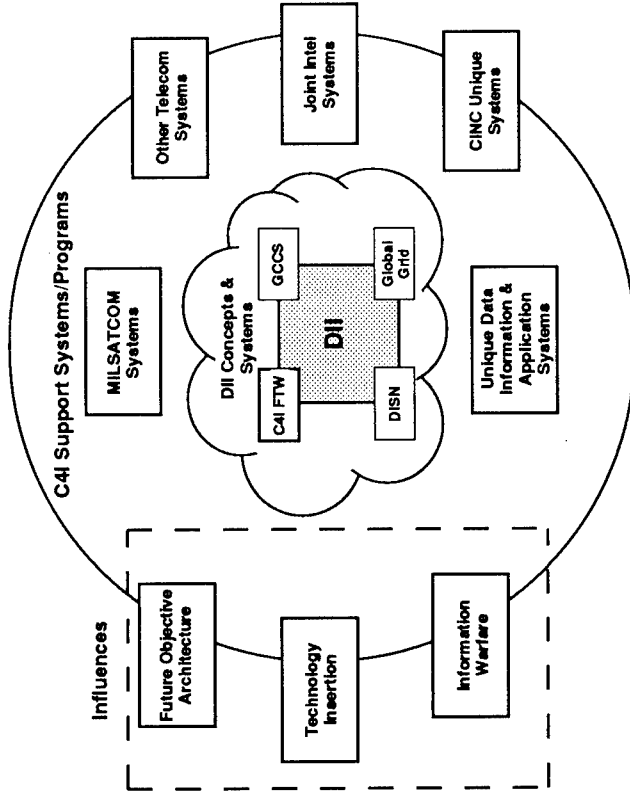 C4I Support Systems/Programs
Influences
Future Objective
Architecture
Technology
Insertion
Information
Warfare
MILSATCOM
Systems
DII Concepts &
Systems
C4I FTW
GCCS
DII
DISN
Global
Grid
Unique Data
Information &
Application
Systems
Other Telecom
Systems
Joint Intel
Systems
CINC Unique
Systems